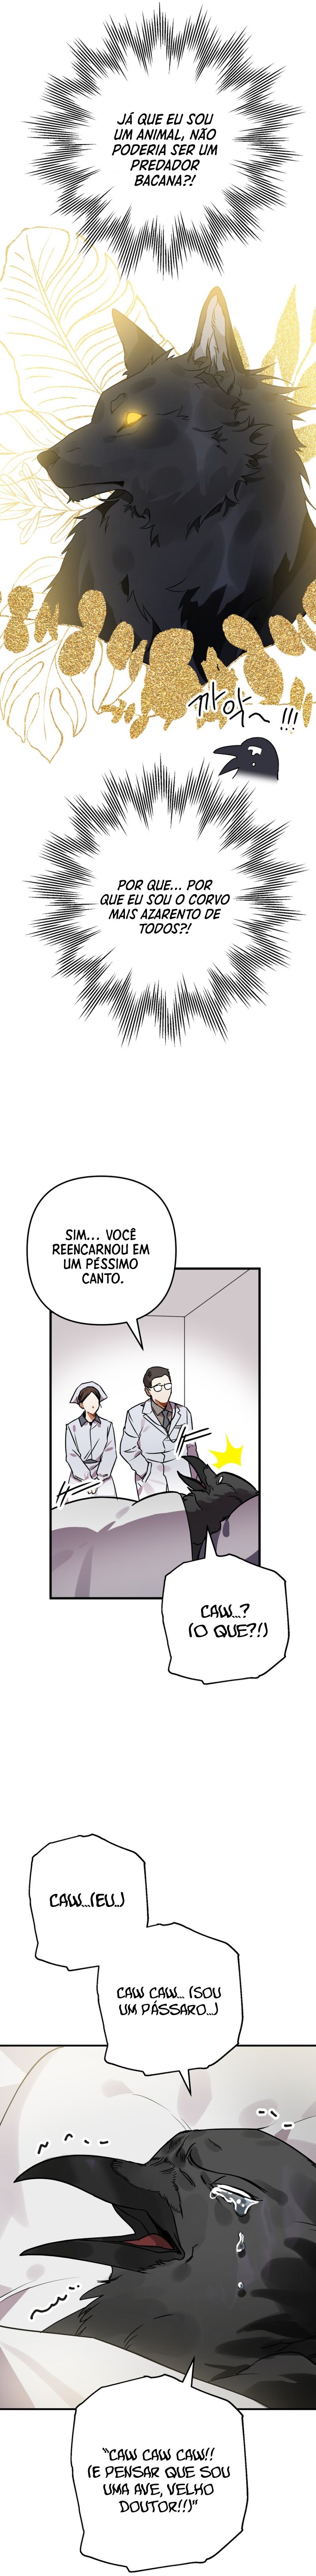 JÁ QUE EU SOU
UM ANIMAL, NÃO
PODERIA SER UM
PREDADOR
BACANA?!
까악~!!!
POR QUE... POR
QUE EU SOU O CORVO
MAIS AZARENTO DE
TODOS?!
SIM... VOCÊ
REENCARNOU EM
UM PÉSSIMO
CANTO.
CAW...?
(O QUE?!)
CAW...(EU..)
CAW CAW... (SOU
UM PÁSSARO...)
"CAW CAW CAW!!
(E PENSAR QUE SOU
UMA AVE, VELHO
DOUTOR!!)"